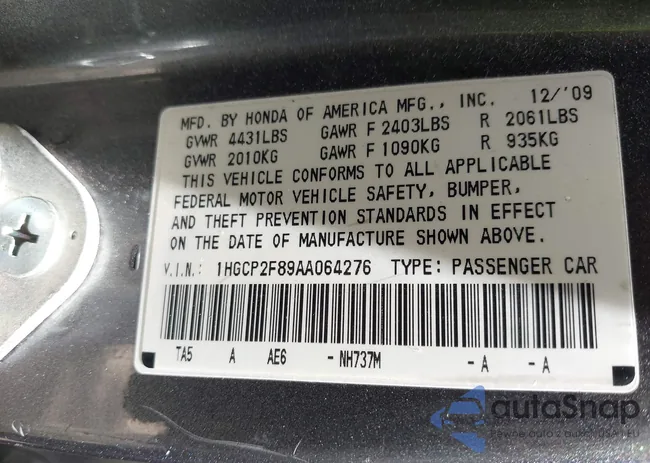 MFD. BY HONDA OF AMERICA MFG., INC. 12/'09
GVWR 4431LBS GAWR F 2403LBS R 2061LBS
GVWR 2010KG GAWR F 1090KG R 935KG
THIS VEHICLE CONFORMS TO ALL APPLICABLE
FEDERAL MOTOR VEHICLE SAFETY, BUMPER,
AND THEFT PREVENTION STANDARDS IN EFFECT
ON THE DATE OF MANUFACTURE SHOWN ABOVE.
V.I.N.: 1HGCP2F89AA064276 TYPE: PASSENGER CAR
TA5 A AE6 - NH737M - A - A
autoSnap